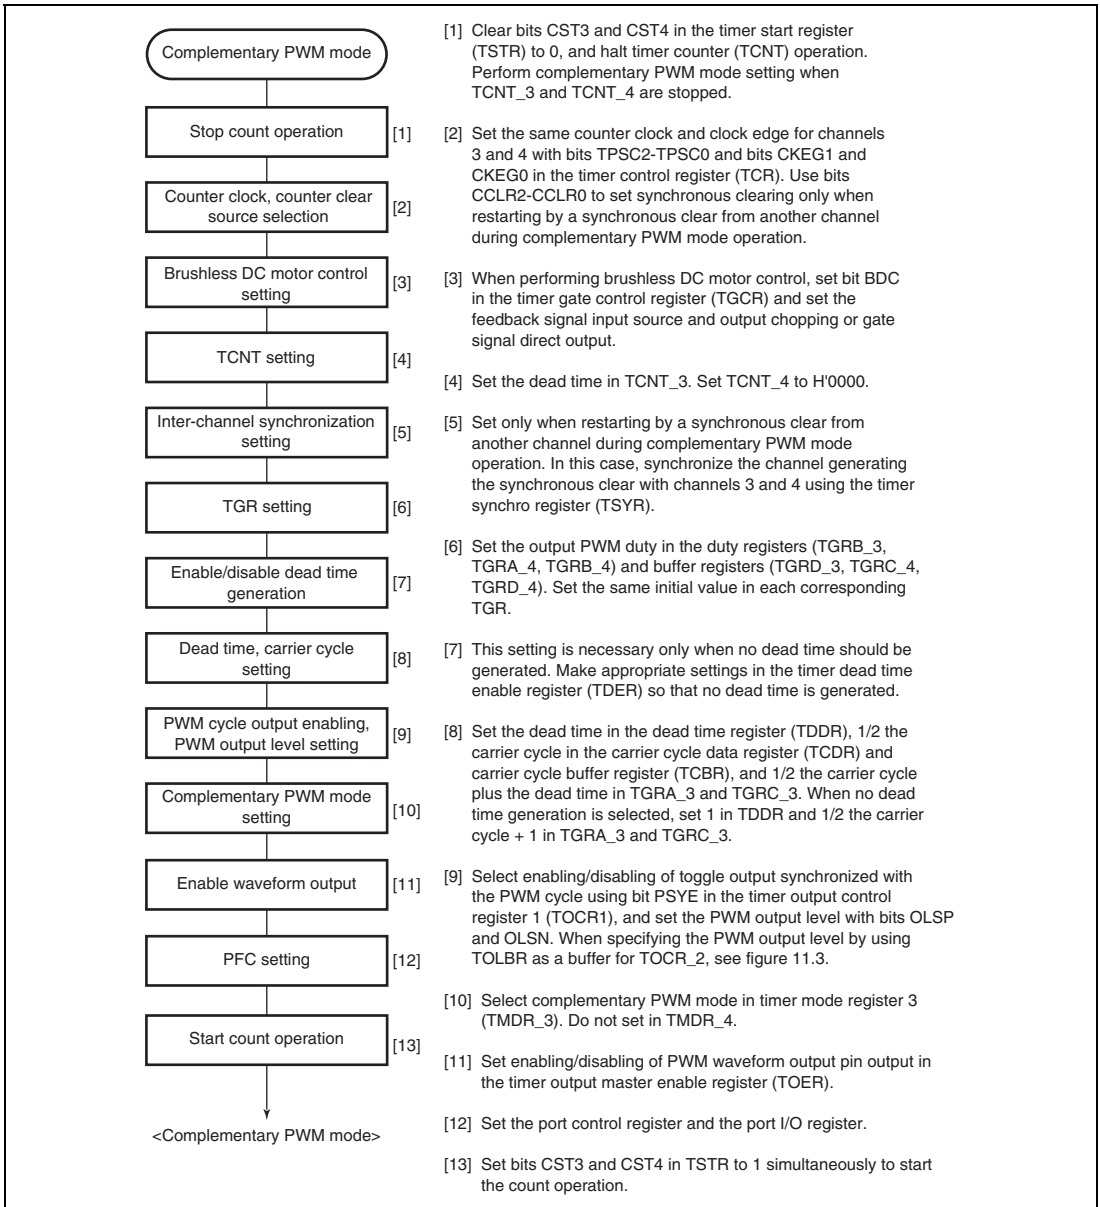 Complementary PWM mode
Stop count operation
[1]
Counter clock, counter clear
source selection
[2]
Brushless DC motor control
setting
[3]
TCNT setting
[4]
Inter-channel synchronization
setting
[5]
TGR setting
[6]
Enable/disable dead time
generation
[7]
Dead time, carrier cycle
setting
[8]
PWM cycle output enabling,
PWM output level setting
[9]
Complementary PWM mode
setting
[10]
Enable waveform output
[11]
PFC setting
[12]
Start count operation
[13]
<Complementary PWM mode>
[1] Clear bits CST3 and CST4 in the timer start register
(TSTR) to 0, and halt timer counter (TCNT) operation.
Perform complementary PWM mode setting when
TCNT_3 and TCNT_4 are stopped.
[2] Set the same counter clock and clock edge for channels
3 and 4 with bits TPSC2-TPSC0 and bits CKEG1 and
CKEG0 in the timer control register (TCR). Use bits
CCLR2-CCLR0 to set synchronous clearing only when
restarting by a synchronous clear from another channel
during complementary PWM mode operation.
[3] When performing brushless DC motor control, set bit BDC
in the timer gate control register (TGCR) and set the
feedback signal input source and output chopping or gate
signal direct output.
[4] Set the dead time in TCNT_3. Set TCNT_4 to H'0000.
[5] Set only when restarting by a synchronous clear from
another channel during complementary PWM mode
operation. In this case, synchronize the channel generating
the synchronous clear with channels 3 and 4 using the timer
synchro register (TSYR).
[6] Set the output PWM duty in the duty registers (TGRB_3,
TGRA_4, TGRB_4) and buffer registers (TGRD_3, TGRC_4,
TGRD_4). Set the same initial value in each corresponding
TGR.
[7] This setting is necessary only when no dead time should be
generated. Make appropriate settings in the timer dead time
enable register (TDER) so that no dead time is generated.
[8] Set the dead time in the dead time register (TDDR), 1/2 the
carrier cycle in the carrier cycle data register (TCDR) and
carrier cycle buffer register (TCBR), and 1/2 the carrier cycle
plus the dead time in TGRA_3 and TGRC_3. When no dead
time generation is selected, set 1 in TDDR and 1/2 the carrier
cycle + 1 in TGRA_3 and TGRC_3.
[9] Select enabling/disabling of toggle output synchronized with
the PWM cycle using bit PSYE in the timer output control
register 1 (TOCR1), and set the PWM output level with bits OLSP
and OLSN. When specifying the PWM output level by using
TOLBR as a buffer for TOCR_2, see figure 11.3.
[10] Select complementary PWM mode in timer mode register 3
(TMDR_3). Do not set in TMDR_4.
[11] Set enabling/disabling of PWM waveform output pin output in
the timer output master enable register (TOER).
[12] Set the port control register and the port I/O register.
[13] Set bits CST3 and CST4 in TSTR to 1 simultaneously to start
the count operation.